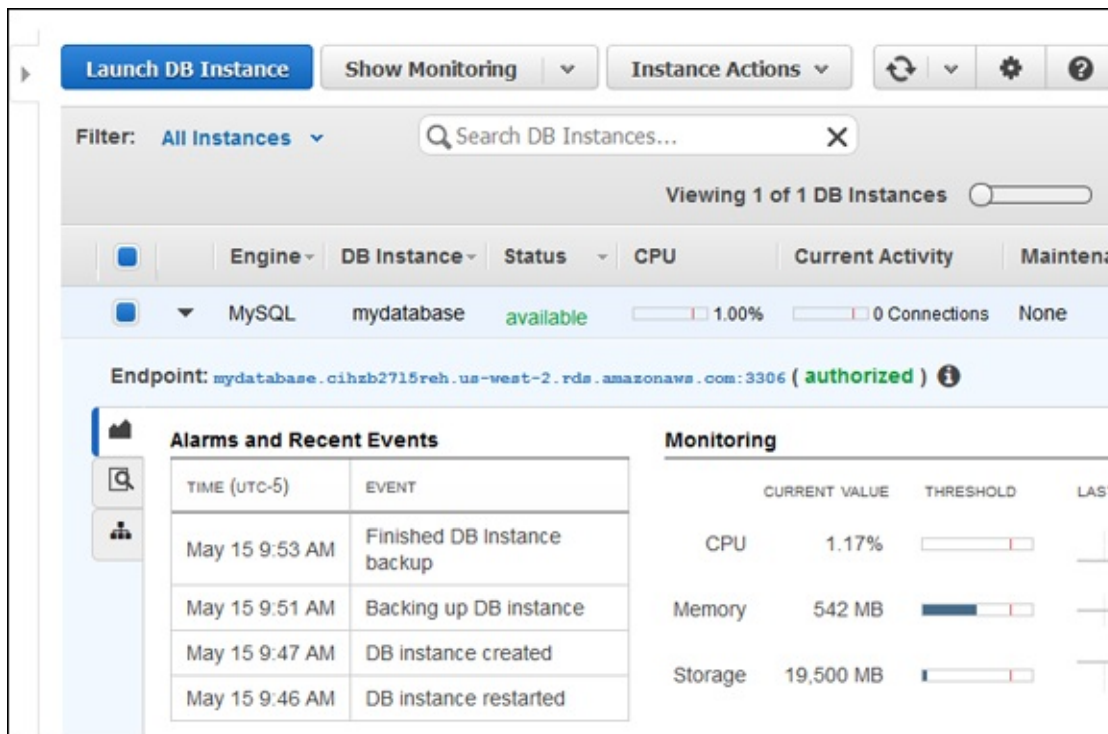 Launch DB Instance Show Monitoring Instance Actions
Filter: All Instances Search DB Instances...
Viewing 1 of 1 DB Instances
Engine DB Instance Status CPU Current Activity Maintena
MySQL mydatabase available 1.00% 0 Connections None
Endpoint: mydatabase.cihzb2715reh.us-west-2.rds.amazonaws.com:3306 ( authorized )
Alarms and Recent Events Monitoring
TIME (UTC-5) EVENT CURRENT VALUE THRESHOLD LAS
May 15 9:53 AM Finished DB Instance
backup
CPU 1.17%
May 15 9:51 AM Backing up DB instance Memory 542 MB
May 15 9:47 AM DB instance created
Storage 19,500 MB
May 15 9:46 AM DB instance restarted